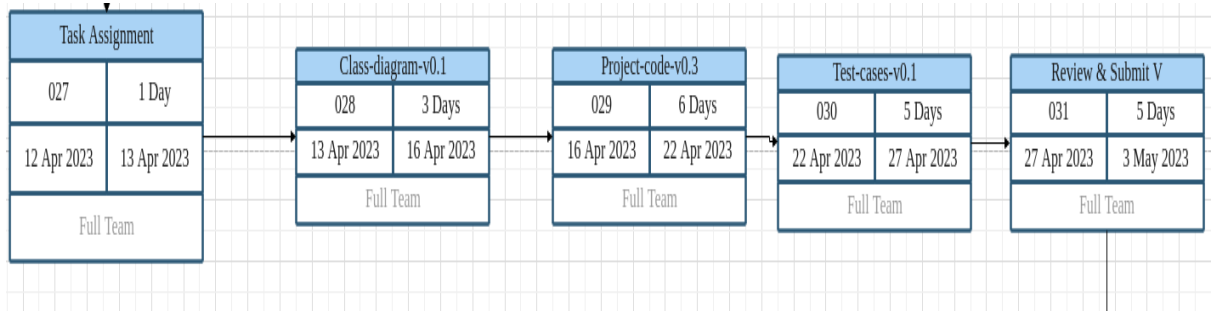 Task Assignment
027 1 Day
12 Apr 2023 13 Apr 2023
Full Team
Class-diagram-v0.1
028 3 Days
13 Apr 2023 16 Apr 2023
Full Team
Project-code-v0.3
029 6 Days
16 Apr 2023 22 Apr 2023
Full Team
Test-cases-v0.1
030 5 Days
22 Apr 2023 27 Apr 2023
Full Team
Review & Submit V
031 5 Days
27 Apr 2023 3 May 2023
Full Team